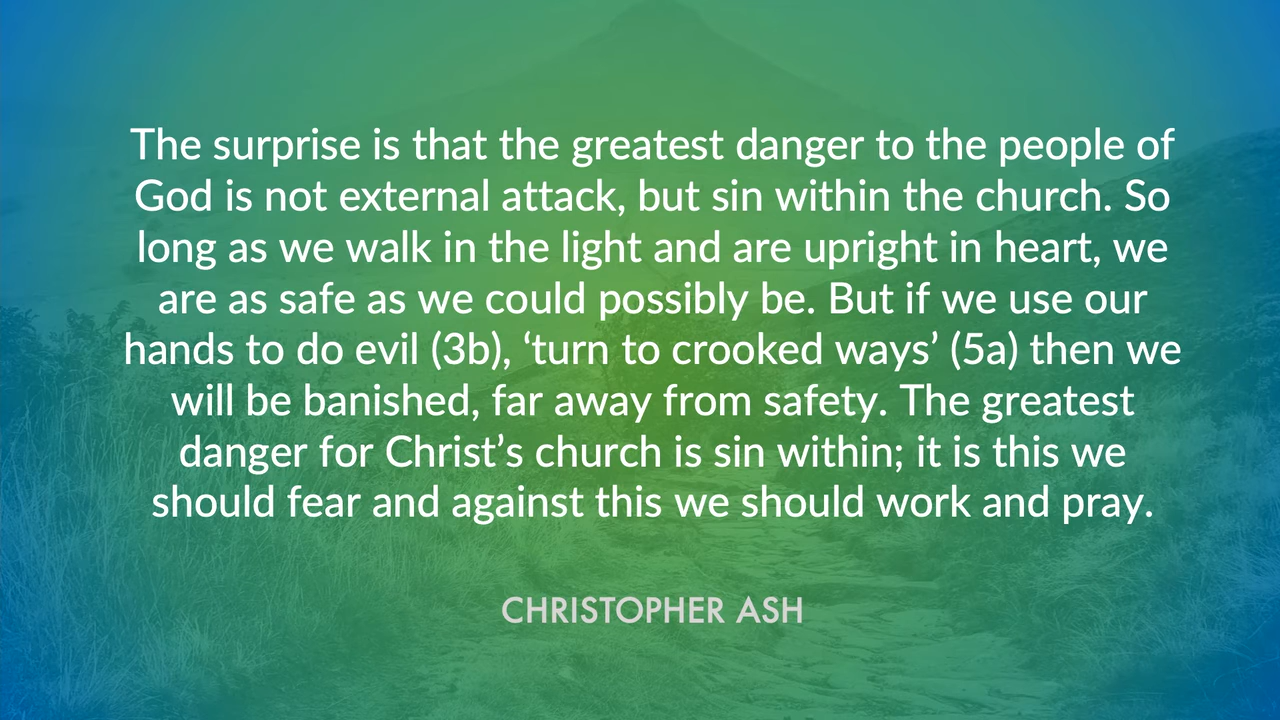 The surprise is that the greatest danger to the people of
God is not external attack, but sin within the church. So
long as we walk in the light and are upright in heart, we
are as safe as we could possibly be. But if we use our
hands to do evil (3b), ‘turn to crooked ways’ (5a) then we
will be banished, far away from safety. The greatest
danger for Christ’s church is sin within; it is this we
should fear and against this we should work and pray.
CHRISTOPHER ASH